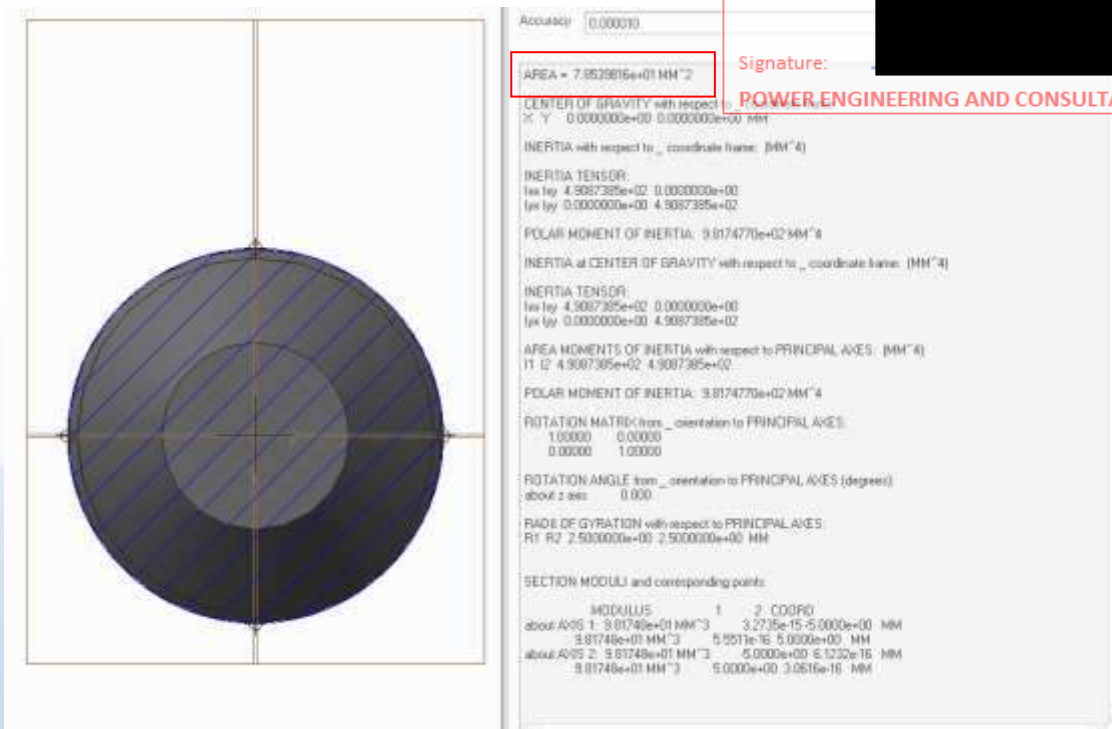 Accuracy 0.000010
Signature:
AREA = 7.8539816e+01 MM^2
POWER ENGINEERING AND CONSULTA
CENTER OF GRAVITY with respect to _ coordinate frame:
X Y 0.0000000e+00 0.0000000e+00 MM
INERTIA with respect to _ coordinate frame: (MM^4)
INERTIA TENSOR:
Ixx Ixy 4.9087385e+02 0.0000000e+00
Iyx Iyy 0.0000000e+00 4.9087385e+02
POLAR MOMENT OF INERTIA: 9.8174770e+02 MM^4
INERTIA at CENTER OF GRAVITY with respect to _ coordinate frame: (MM^4)
INERTIA TENSOR:
Ixx Ixy 4.9087385e+02 0.0000000e+00
Iyx Iyy 0.0000000e+00 4.9087385e+02
AREA MOMENTS OF INERTIA with respect to PRINCIPAL AXES: (MM^4)
I1 I2 4.9087385e+02 4.9087385e+02
POLAR MOMENT OF INERTIA: 9.8174770e+02 MM^4
ROTATION MATRIX from _ orientation to PRINCIPAL AXES:
1.00000 0.00000
0.00000 1.00000
ROTATION ANGLE from _ orientation to PRINCIPAL AXES (degrees):
about z axis 0.000
RADII OF GYRATION with respect to PRINCIPAL AXES:
R1 R2 2.5000000e+00 2.5000000e+00 MM
SECTION MODULI and corresponding points:
MODULUS 1 2 COORD
about AXIS 1: 9.81748e+01 MM^3 3.2735e-15 -5.0000e+00 MM
9.81748e+01 MM^3 5.5511e-16 5.0000e+00 MM
about AXIS 2: 9.81748e+01 MM^3 -5.0000e+00 6.1232e-16 MM
9.81748e+01 MM^3 5.0000e+00 3.0616e-16 MM